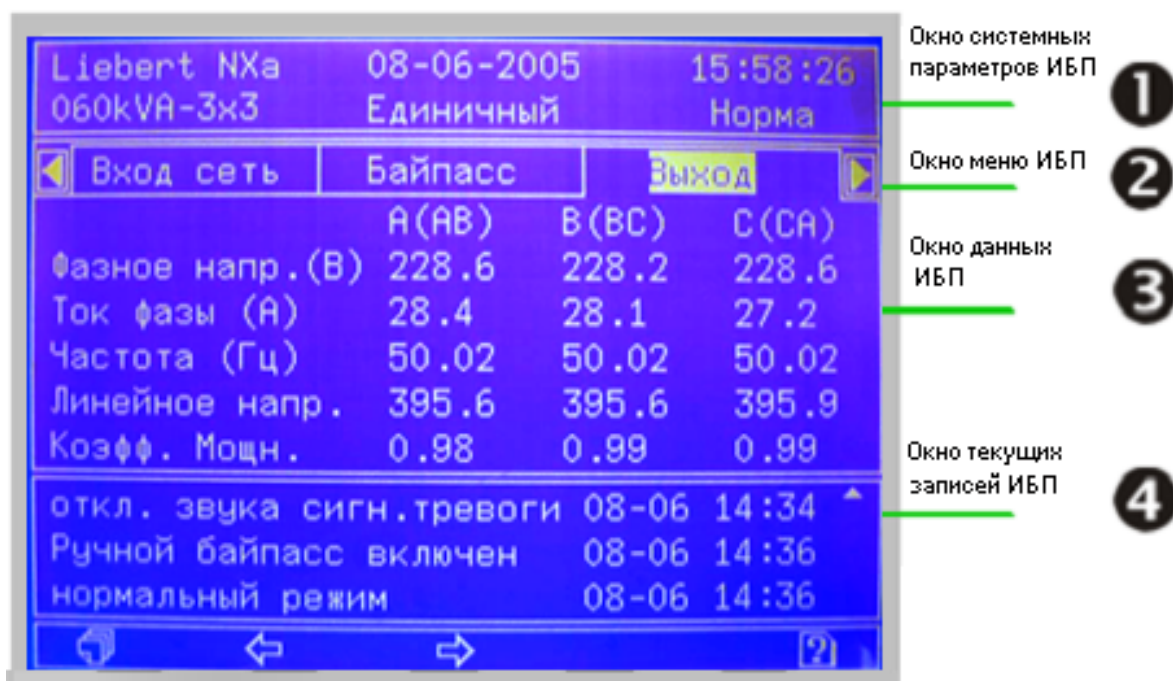 Liebert NXa 08-06-2005 15:58:26
060kVA-3x3 Единичный Норма
Вход сеть Байпасс Выход
A(AB) B(BC) C(CA)
Фазное напр.(В) 228.6 228.2 228.6
Ток фазы (А) 28.4 28.1 27.2
Частота (Гц) 50.02 50.02 50.02
Линейное напр. 395.6 395.6 395.9
Коэфф. Мощн. 0.98 0.99 0.99
откл. звука сигн.тревоги 08-06 14:34
Ручной байпасс включен 08-06 14:36
нормальный режим 08-06 14:36
?
Окно системных
параметров ИБП
1
Окно меню ИБП
2
Окно данных
ИБП
3
Окно текущих
записей ИБП
4